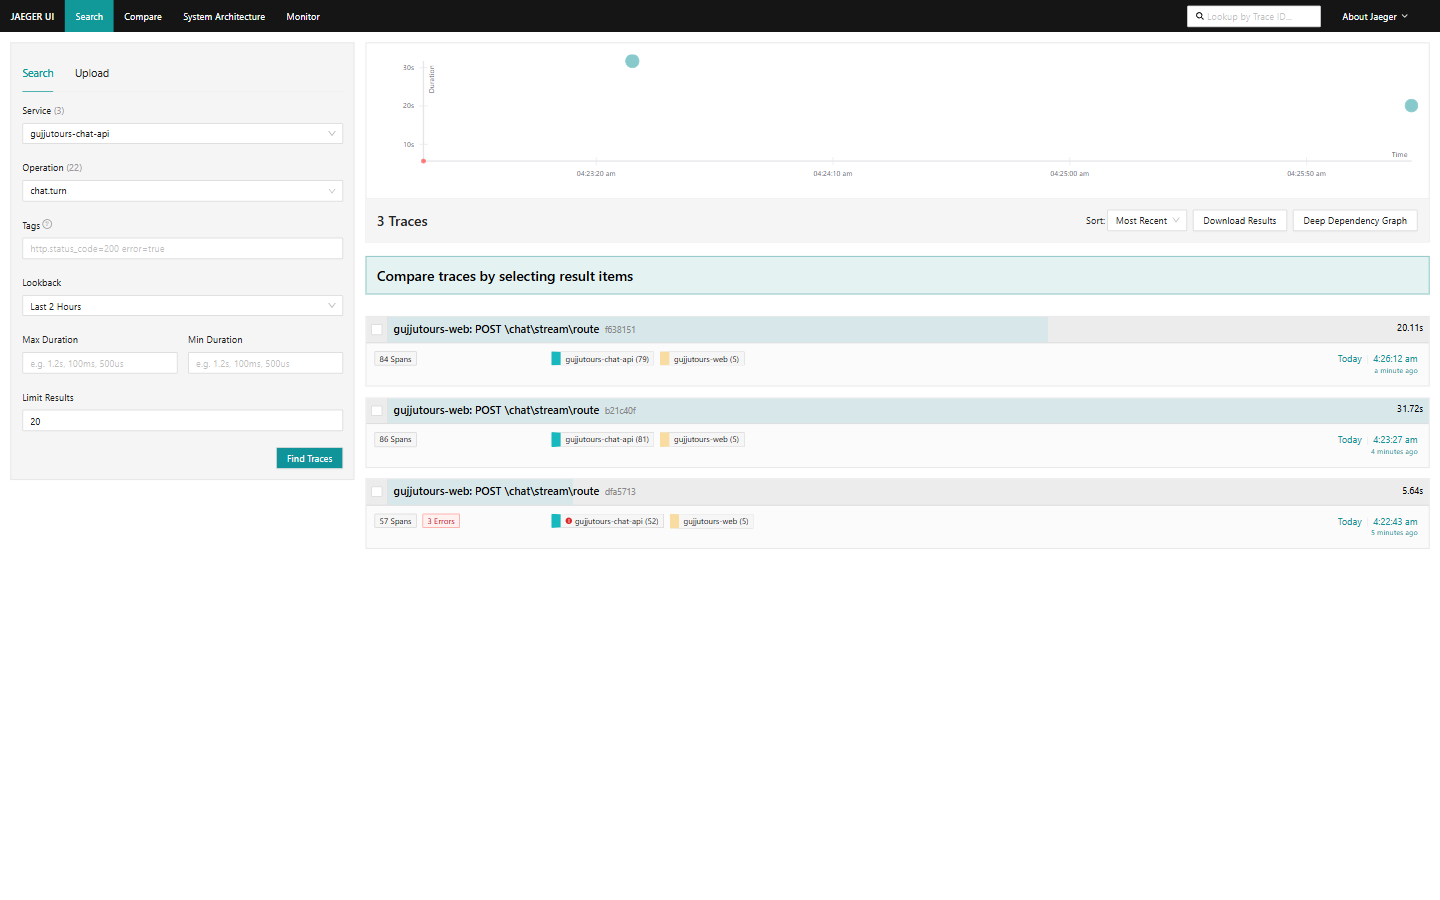 JAEGER UI Search Compare System Architecture Monitor Lookup by Trace ID... About Jaeger
Search Upload
Service (3)
gujjutours-chat-api
Operation (22)
chat.turn
Tags
http.status_code=200 error=true
Lookback
Last 2 Hours
Max Duration Min Duration
e.g. 1.2s, 100ms, 500us e.g. 1.2s, 100ms, 500us
Limit Results
20
Find Traces
30s
20s
10s
Duration
Time
04:23:20 am 04:24:10 am 04:25:00 am 04:25:50 am
3 Traces Sort: Most Recent Download Results Deep Dependency Graph
Compare traces by selecting result items
gujjutours-web: POST \chat\stream\route f638151 20.11s
84 Spans gujjutours-chat-api (79) gujjutours-web (5) Today 4:26:12 am
a minute ago
gujjutours-web: POST \chat\stream\route b21c40f 31.72s
86 Spans gujjutours-chat-api (81) gujjutours-web (5) Today 4:23:27 am
4 minutes ago
gujjutours-web: POST \chat\stream\route dfa5713 5.64s
57 Spans 3 Errors gujjutours-chat-api (52) gujjutours-web (5) Today 4:22:43 am
5 minutes ago